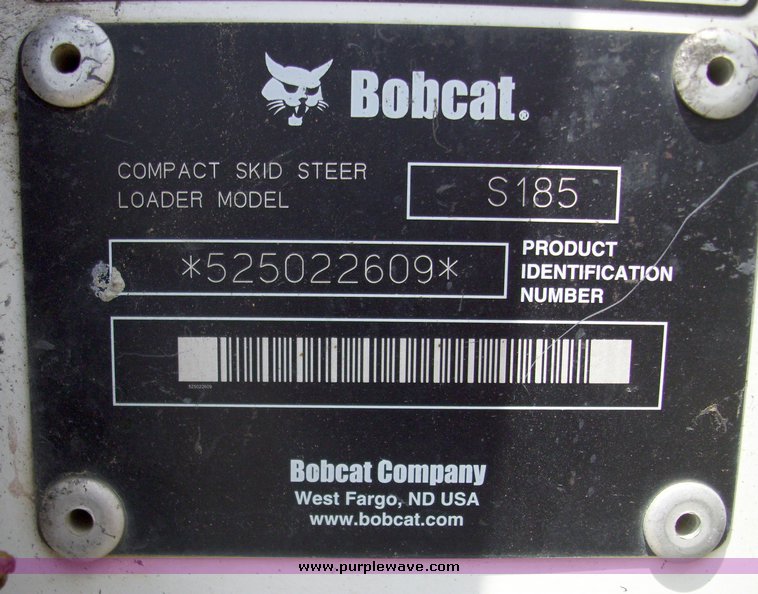 Bobcat®
COMPACT SKID STEER
LOADER MODEL
S185
*525022609*
PRODUCT
IDENTIFICATION
NUMBER
525022609
Bobcat Company
West Fargo, ND USA
www.bobcat.com
www.purplewave.com